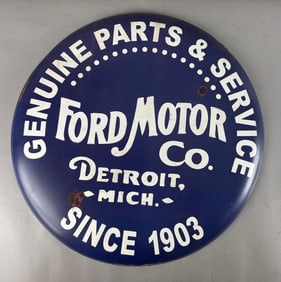 GENUINE PARTS & SERVICE
FORD MOTOR
CO.
DETROIT,
-MICH.-
SINCE 1903